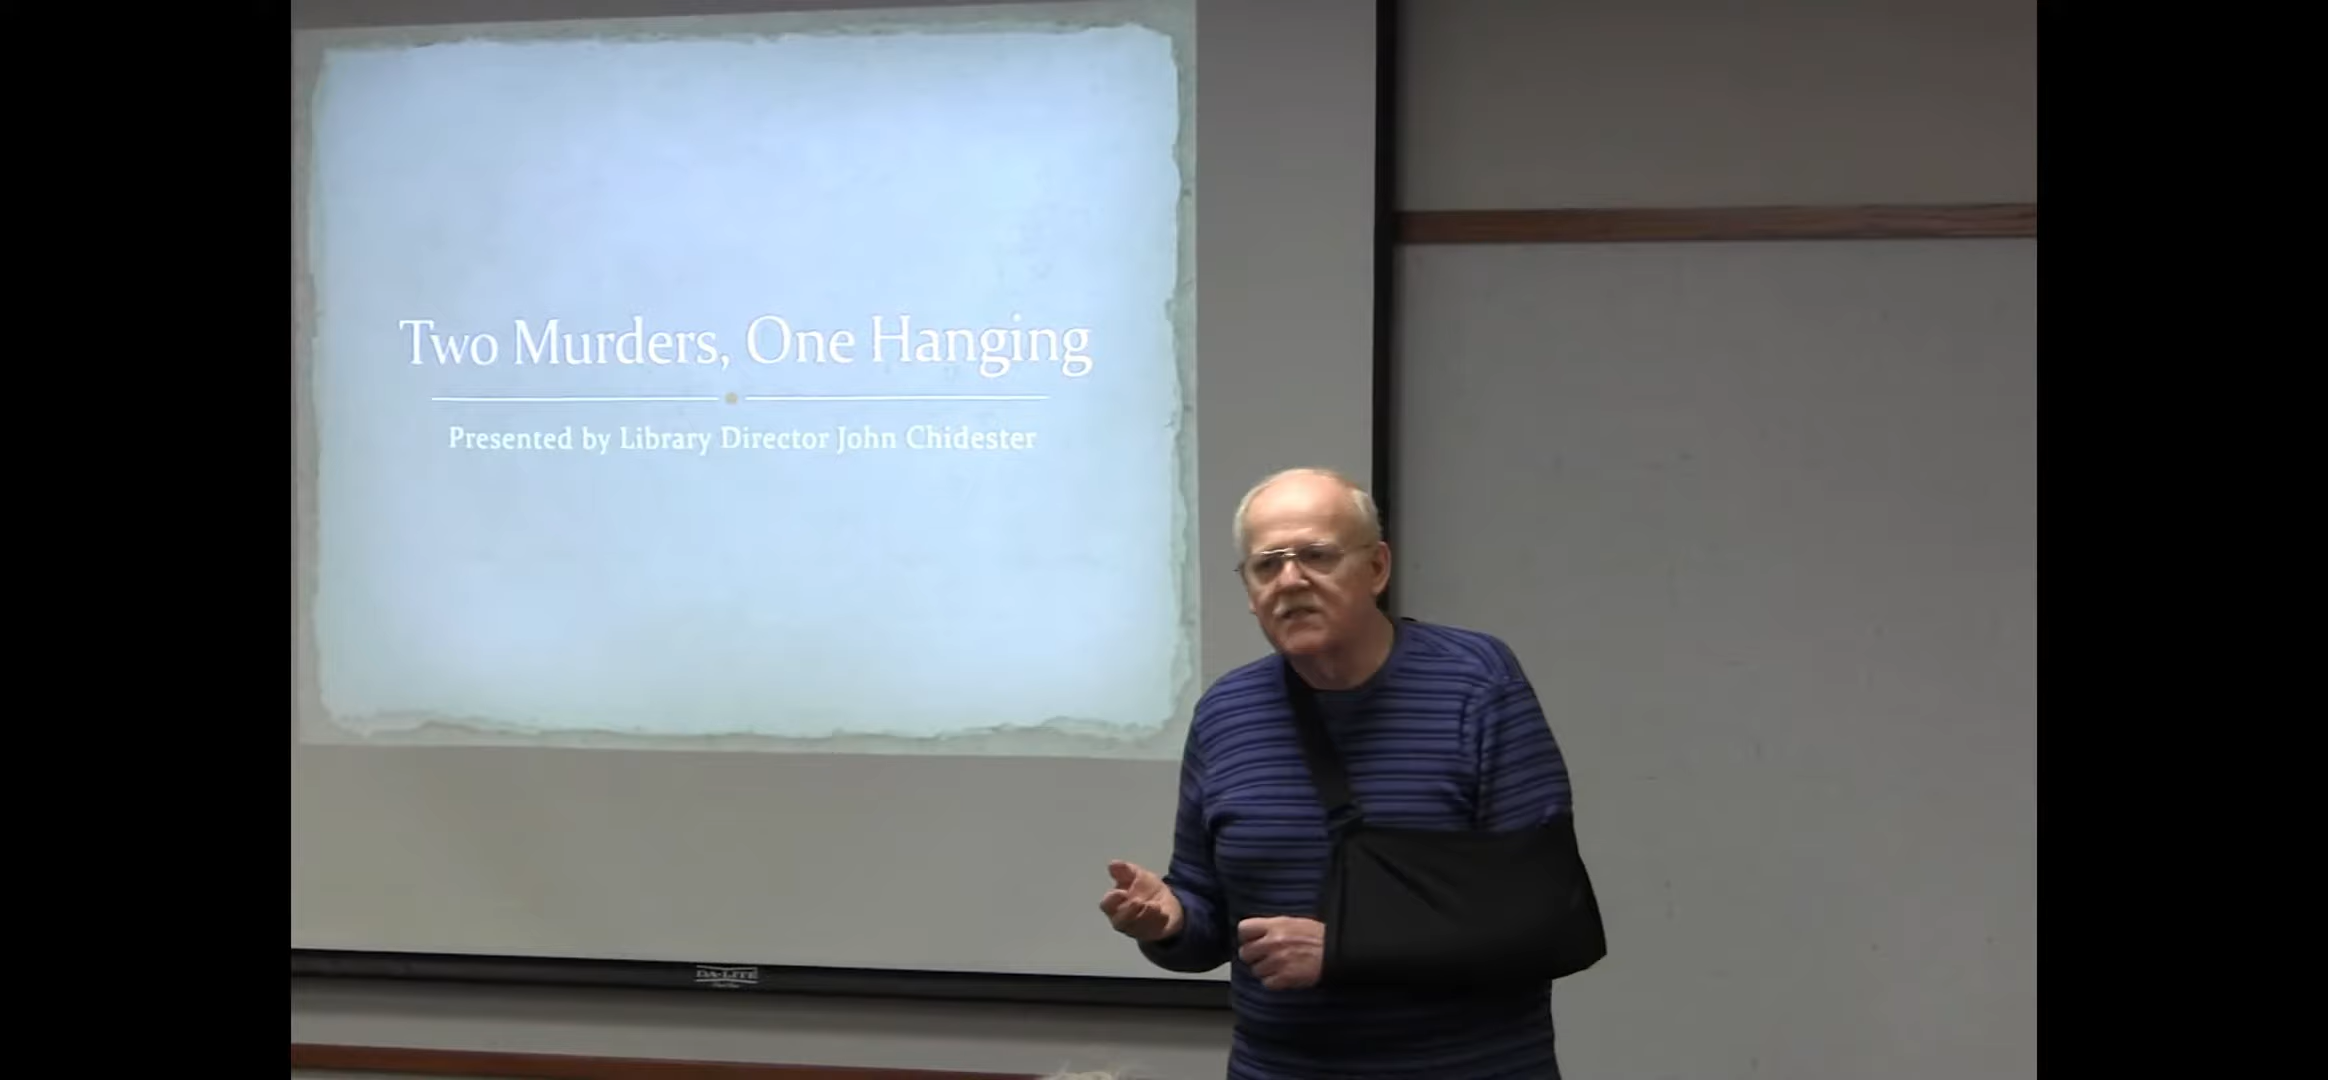 Two Murders, One Hanging
Presented by Library Director John Chidester
DA-LITE